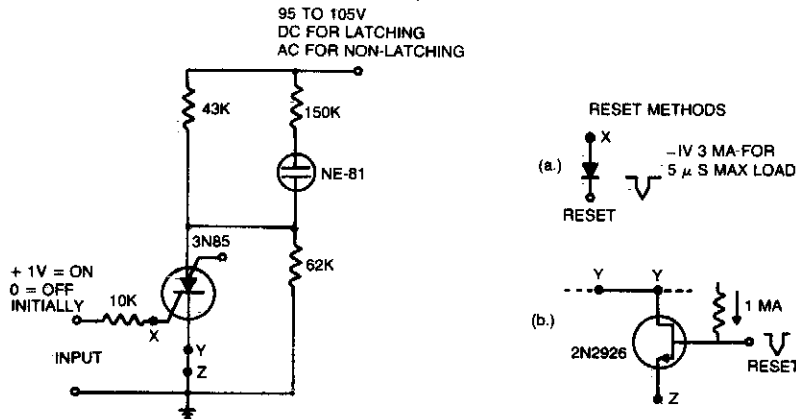 95 TO 105V
DC FOR LATCHING
AC FOR NON-LATCHING
43K
150K
NE-81
3N85
62K
+ 1V = ON
0 = OFF
INITIALLY
10K
X
Y
Z
INPUT
RESET METHODS
(a.)
X
–IV 3 MA-FOR
5 μ S MAX LOAD
RESET
Y
Y
(b.)
1 MA
2N2926
RESET
Z